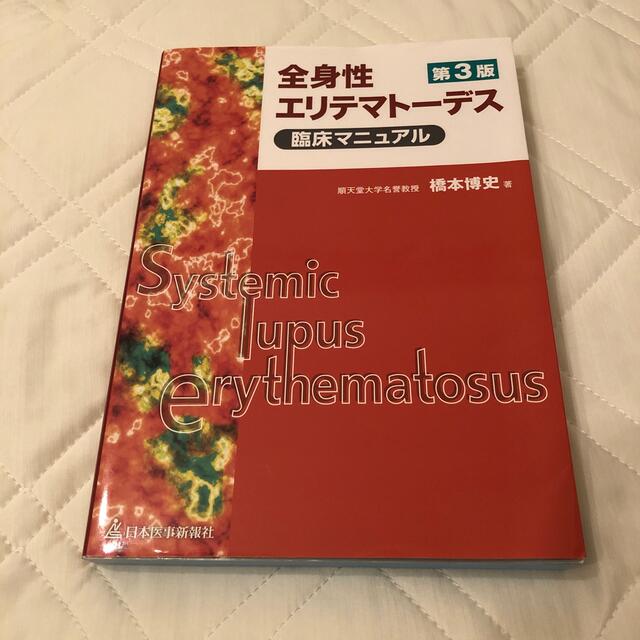 全身性
第3版
エリテマトーデス
臨床マニュアル
順天堂大学名誉教授 橋本博史 著
Systemic
lupus
erythematosus
日本医事新報社